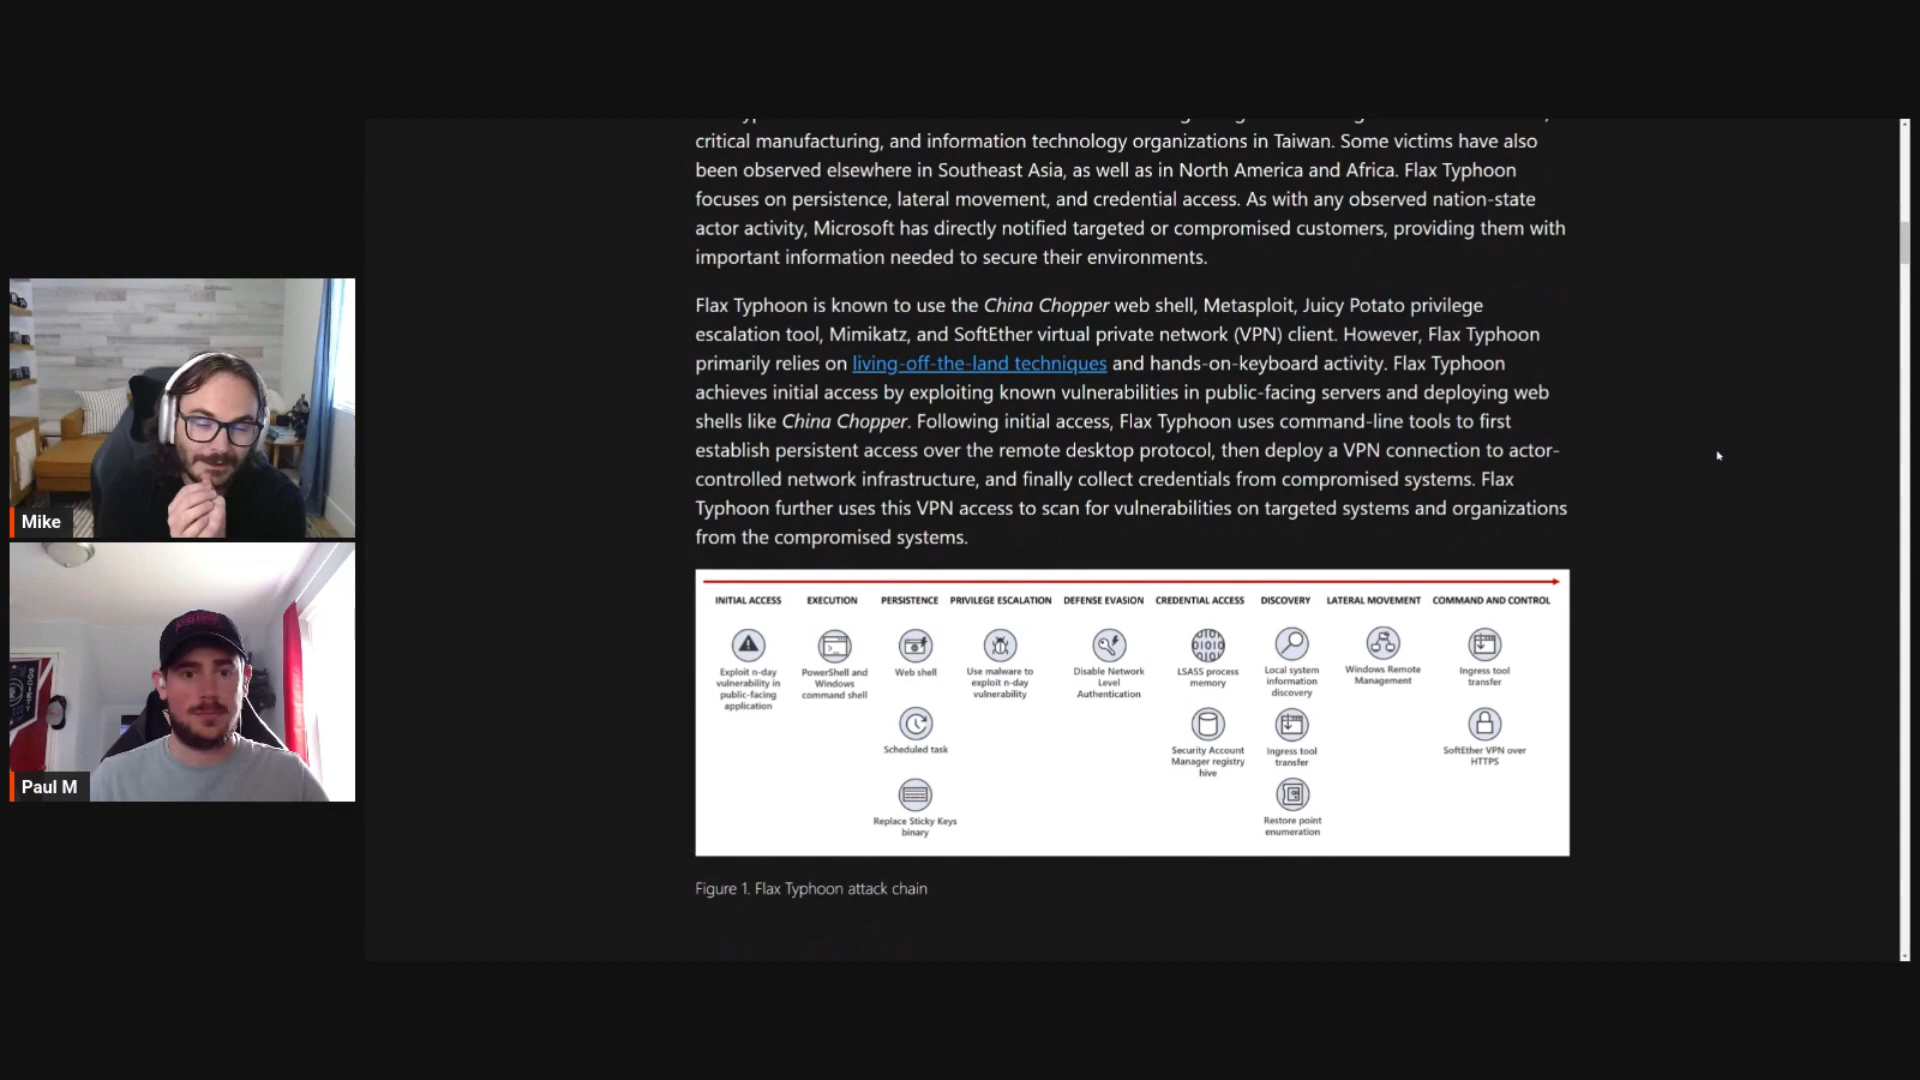 critical manufacturing, and information technology organizations in Taiwan. Some victims have also
been observed elsewhere in Southeast Asia, as well as in North America and Africa. Flax Typhoon
focuses on persistence, lateral movement, and credential access. As with any observed nation-state
actor activity, Microsoft has directly notified targeted or compromised customers, providing them with
important information needed to secure their environments.
Flax Typhoon is known to use the China Chopper web shell, Metasploit, Juicy Potato privilege
escalation tool, Mimikatz, and SoftEther virtual private network (VPN) client. However, Flax Typhoon
primarily relies on living-off-the-land techniques and hands-on-keyboard activity. Flax Typhoon
achieves initial access by exploiting known vulnerabilities in public-facing servers and deploying web
shells like China Chopper. Following initial access, Flax Typhoon uses command-line tools to first
establish persistent access over the remote desktop protocol, then deploy a VPN connection to actor-
controlled network infrastructure, and finally collect credentials from compromised systems. Flax
Typhoon further uses this VPN access to scan for vulnerabilities on targeted systems and organizations
from the compromised systems.
INITIAL ACCESS
Exploit n-day
vulnerability in
public-facing
application
EXECUTION
PowerShell and
Windows
command shell
PERSISTENCE
Web shell
Scheduled task
Replace Sticky Keys
binary
PRIVILEGE ESCALATION
Use malware to
exploit n-day
vulnerability
DEFENSE EVASION
Disable Network
Level
Authentication
CREDENTIAL ACCESS
LSASS process
memory
Security Account
Manager registry
hive
DISCOVERY
Local system
information
discovery
Ingress tool
transfer
Restore point
enumeration
LATERAL MOVEMENT
Windows Remote
Management
COMMAND AND CONTROL
Ingress tool
transfer
SoftEther VPN over
HTTPS
Figure 1. Flax Typhoon attack chain
Mike
Paul M